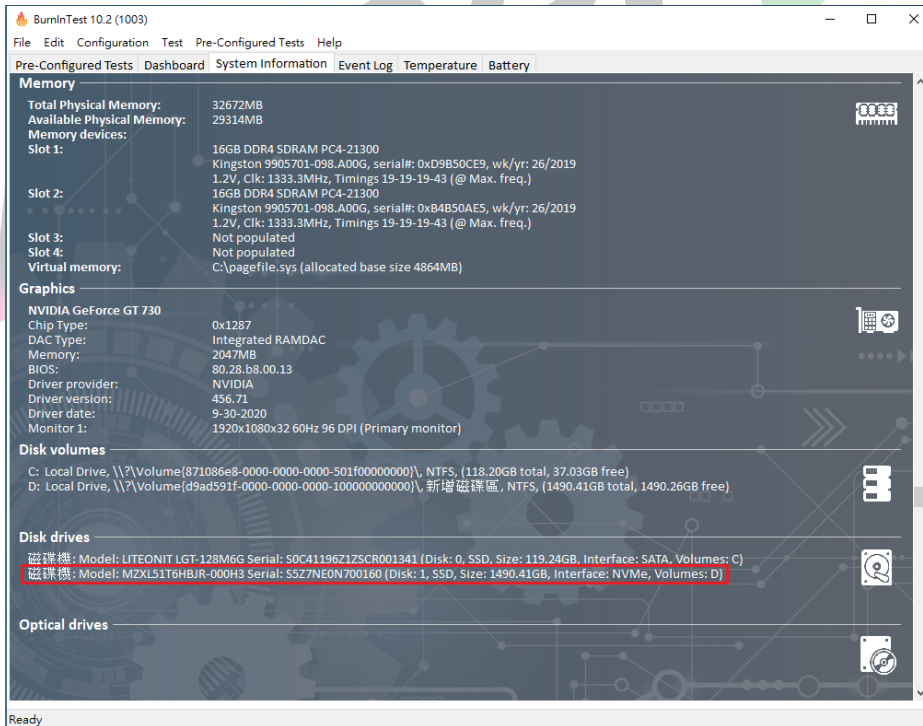 BurnInTest 10.2 (1003)
File Edit Configuration Test Pre-Configured Tests Help
Pre-Configured Tests Dashboard System Information Event Log Temperature Battery
Memory
Total Physical Memory: 32672MB
Available Physical Memory: 29314MB
Memory devices:
Slot 1: 16GB DDR4 SDRAM PC4-21300
Kingston 9905701-098.A00G, serial#: 0xD9B50CE9, wk/yr: 26/2019
1.2V, Clk: 1333.3MHz, Timings 19-19-19-43 (@ Max. freq.)
Slot 2: 16GB DDR4 SDRAM PC4-21300
Kingston 9905701-098.A00G, serial#: 0xB4B50AE5, wk/yr: 26/2019
1.2V, Clk: 1333.3MHz, Timings 19-19-19-43 (@ Max. freq.)
Slot 3: Not populated
Slot 4: Not populated
Virtual memory: C:\pagefile.sys (allocated base size 4864MB)
Graphics
NVIDIA GeForce GT 730
Chip Type: 0x1287
DAC Type: Integrated RAMDAC
Memory: 2047MB
BIOS: 80.28.b8.00.13
Driver provider: NVIDIA
Driver version: 456.71
Driver date: 9-30-2020
Monitor 1: 1920x1080x32 60Hz 96 DPI (Primary monitor)
Disk volumes
C: Local Drive, \\?\Volume{871086e8-0000-0000-0000-501f00000000}\, NTFS, (118.20GB total, 37.03GB free)
D: Local Drive, \\?\Volume{d9ad591f-0000-0000-0000-100000000000}\, 新增磁碟區, NTFS, (1490.41GB total, 1490.26GB free)
Disk drives
磁碟機: Model: LITEONIT LGT-128M6G Serial: S0C41196Z1ZSCR001341 (Disk: 0, SSD, Size: 119.24GB, Interface: SATA, Volumes: C)
磁碟機: Model: MZXL51T6HBJR-000H3 Serial: S5Z7NE0N700160 (Disk: 1, SSD, Size: 1490.41GB, Interface: NVMe, Volumes: D)
Optical drives
Ready